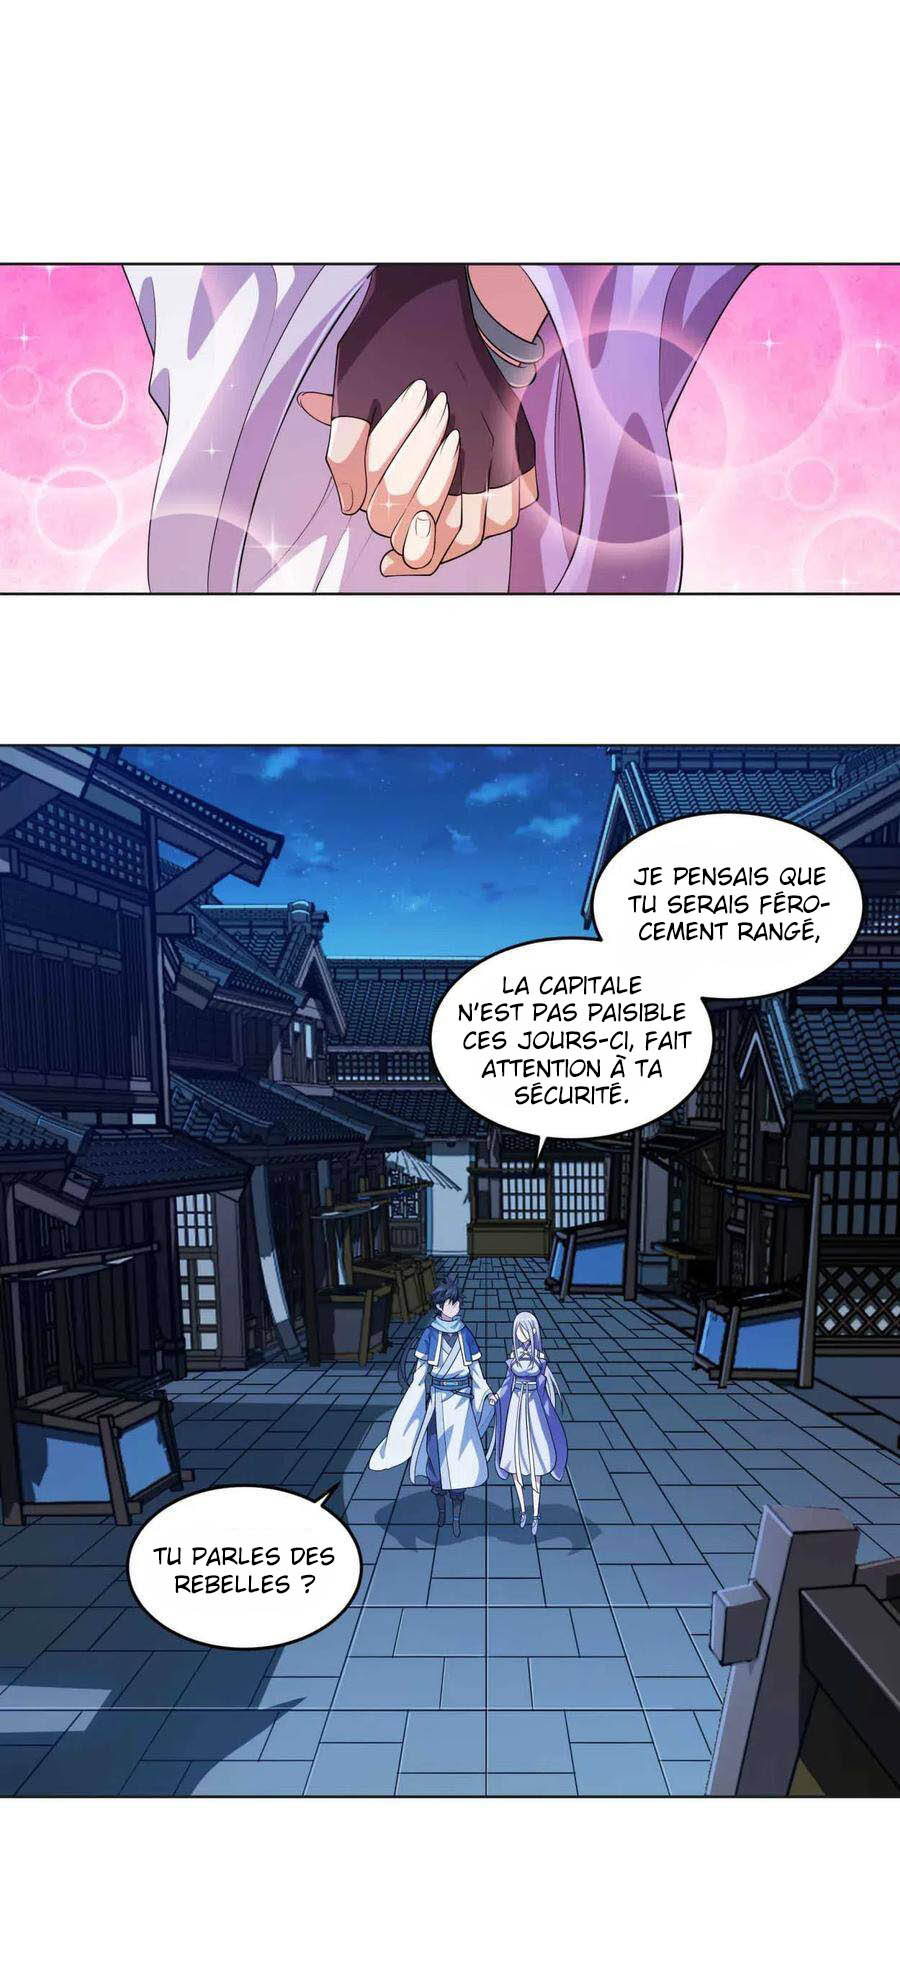 JE PENSAIS QUE
TU SERAIS FÉRO-
CEMENT RANGÉ,
LA CAPITALE
N'EST PAS PAISIBLE
CES JOURS-CI, FAIT
ATTENTION À TA
SÉCURITÉ.
TU PARLES DES
REBELLES ?